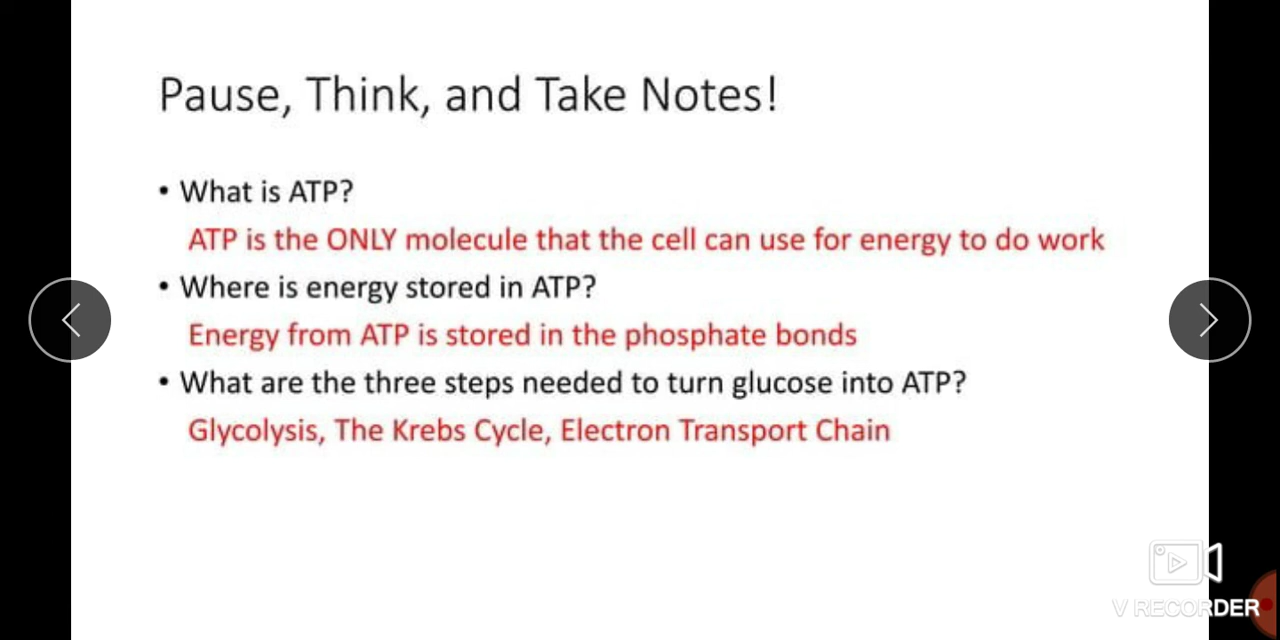 Pause, Think, and Take Notes!
• What is ATP?
ATP is the ONLY molecule that the cell can use for energy to do work
• Where is energy stored in ATP?
Energy from ATP is stored in the phosphate bonds
• What are the three steps needed to turn glucose into ATP?
Glycolysis, The Krebs Cycle, Electron Transport Chain
V RECORDER